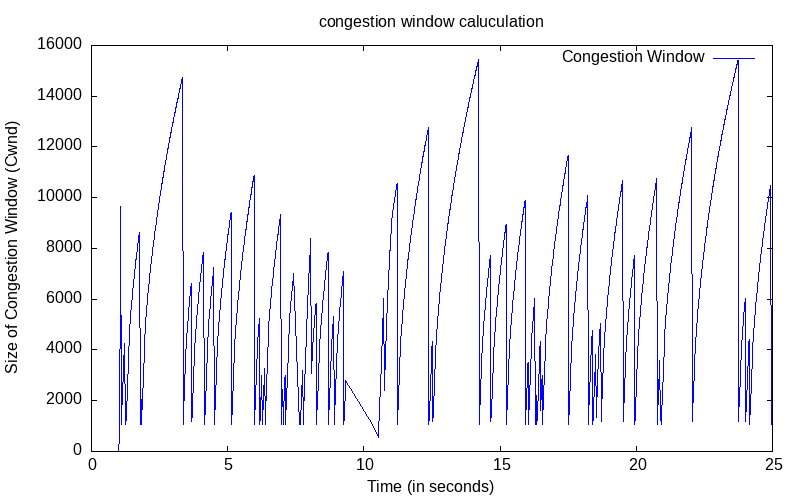 congestion window caluculation
Congestion Window
16000
14000
12000
10000
8000
6000
4000
2000
0
Size of Congestion Window (Cwnd)
0 5 10 15 20 25
Time (in seconds)